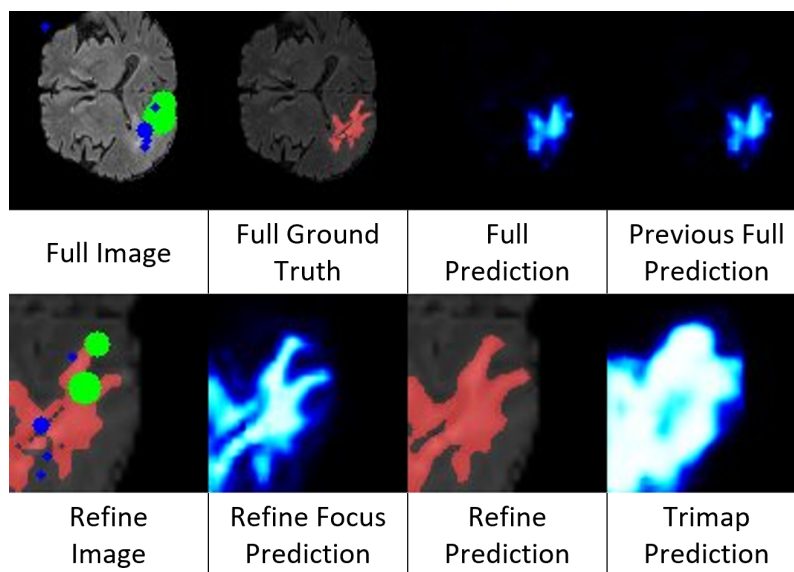 Full Image
Full Ground
Truth
Full
Prediction
Previous Full
Prediction
Refine
Image
Refine Focus
Prediction
Refine
Prediction
Trimap
Prediction